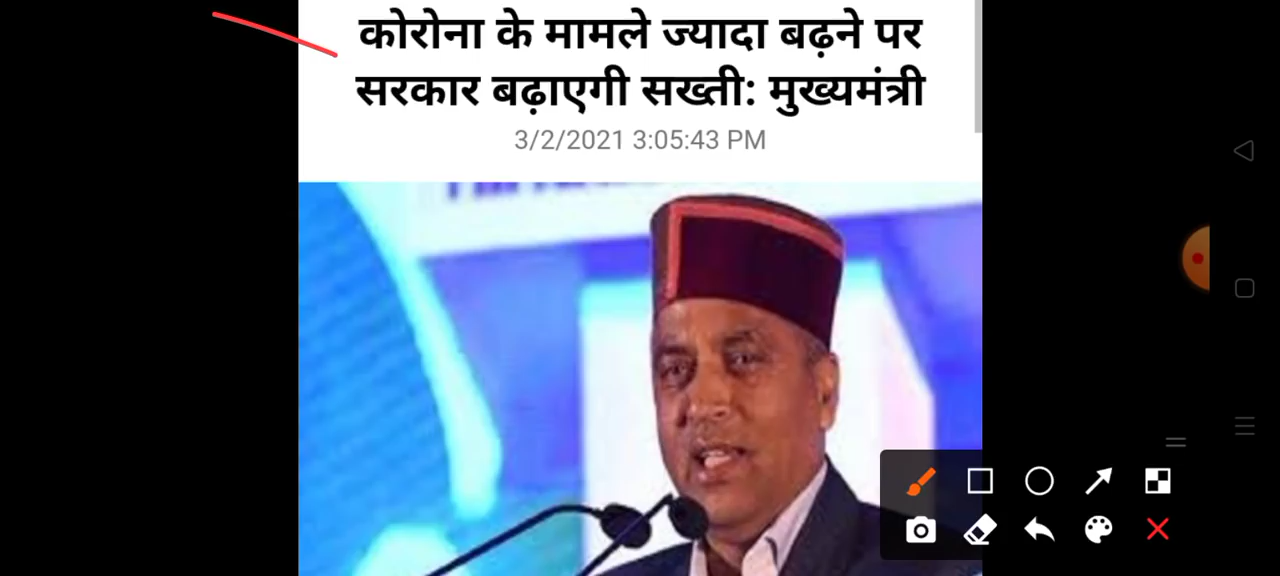 कोरोना के मामले ज्यादा बढ़ने पर
सरकार बढ़ाएगी सख्ती: मुख्यमंत्री
3/2/2021 3:05:43 PM